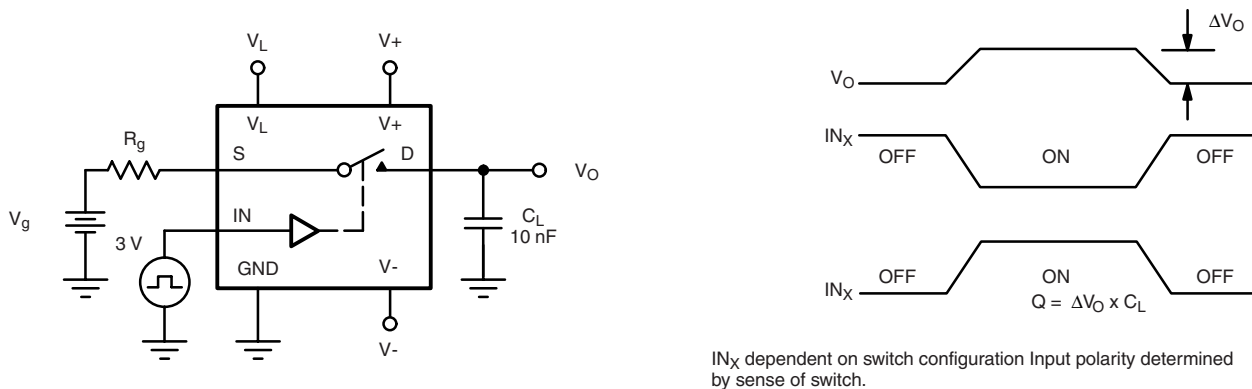 V_L
V+
V_L
V+
R_g
S
D
V_O
V_g
IN
3 V
C_L
10 nF
GND
V-
V-
ΔV_O
V_O
IN_X
OFF
ON
OFF
IN_X
OFF
ON
OFF
Q = ΔV_O x C_L
IN_X dependent on switch configuration Input polarity determined
by sense of switch.